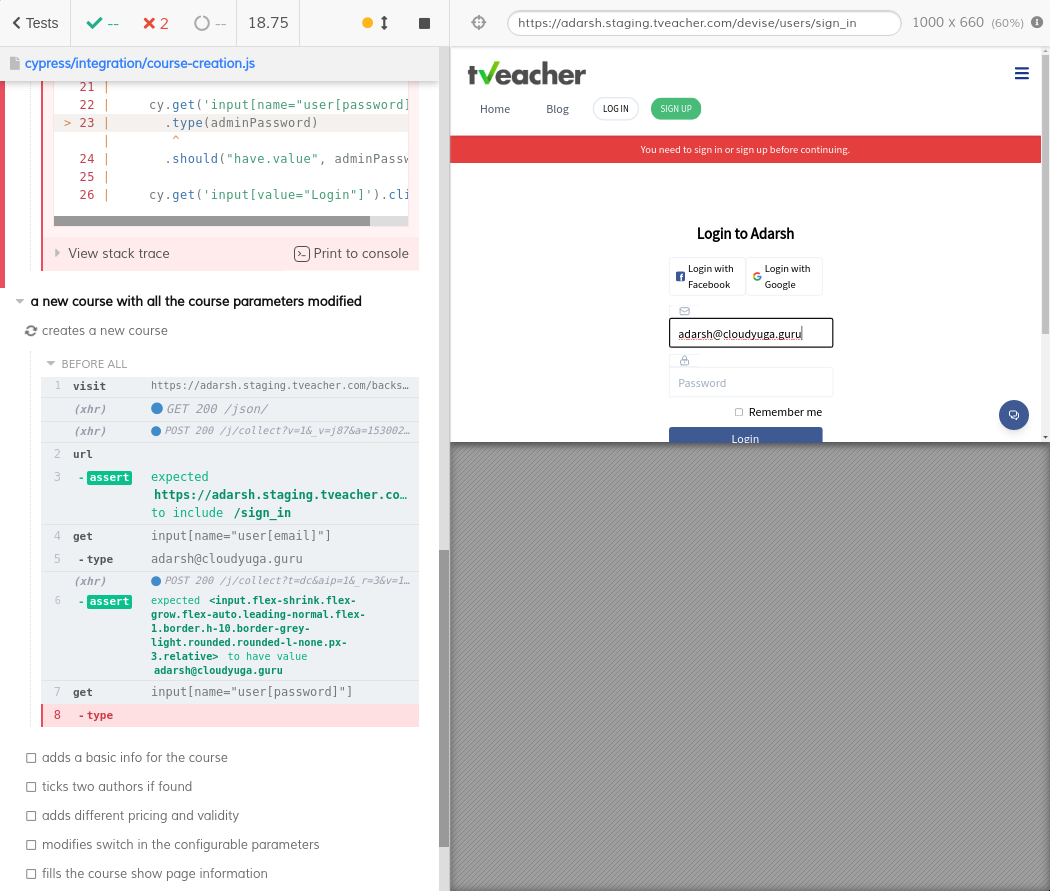 Tests
--
2
--
18.75
https://adarsh.staging.tveacher.com/devise/users/sign_in
1000 x 660 (60%)
cypress/integration/course-creation.js
21 |
22 | cy.get('input[name="user[password]
> 23 | .type(adminPassword)
| ^
24 | .should("have.value", adminPassw
25 |
26 | cy.get('input[value="Login"]').cli
View stack trace
Print to console
a new course with all the course parameters modified
creates a new course
BEFORE ALL
1 visit https://adarsh.staging.tveacher.com/backs…
(xhr) GET 200 /json/
(xhr) POST 200 /j/collect?v=1&_v=j87&a=153002…
2 url
3 - assert expected
https://adarsh.staging.tveacher.co…
to include /sign_in
4 get input[name="user[email]"]
5 - type adarsh@cloudyuga.guru
(xhr) POST 200 /j/collect?t=dc&aip=1&_r=3&v=1…
6 - assert expected <input.flex-shrink.flex-
grow.flex-auto.leading-normal.flex-
1.border.h-10.border-grey-
light.rounded.rounded-l-none.px-
3.relative> to have value
adarsh@cloudyuga.guru
7 get input[name="user[password]"]
8 - type
adds a basic info for the course
ticks two authors if found
adds different pricing and validity
modifies switch in the configurable parameters
fills the course show page information
tveacher
Home
Blog
LOG IN
SIGN UP
You need to sign in or sign up before continuing.
Login to Adarsh
Login with
Facebook
Login with
Google
adarsh@cloudyuga.guru
Password
Remember me
Login